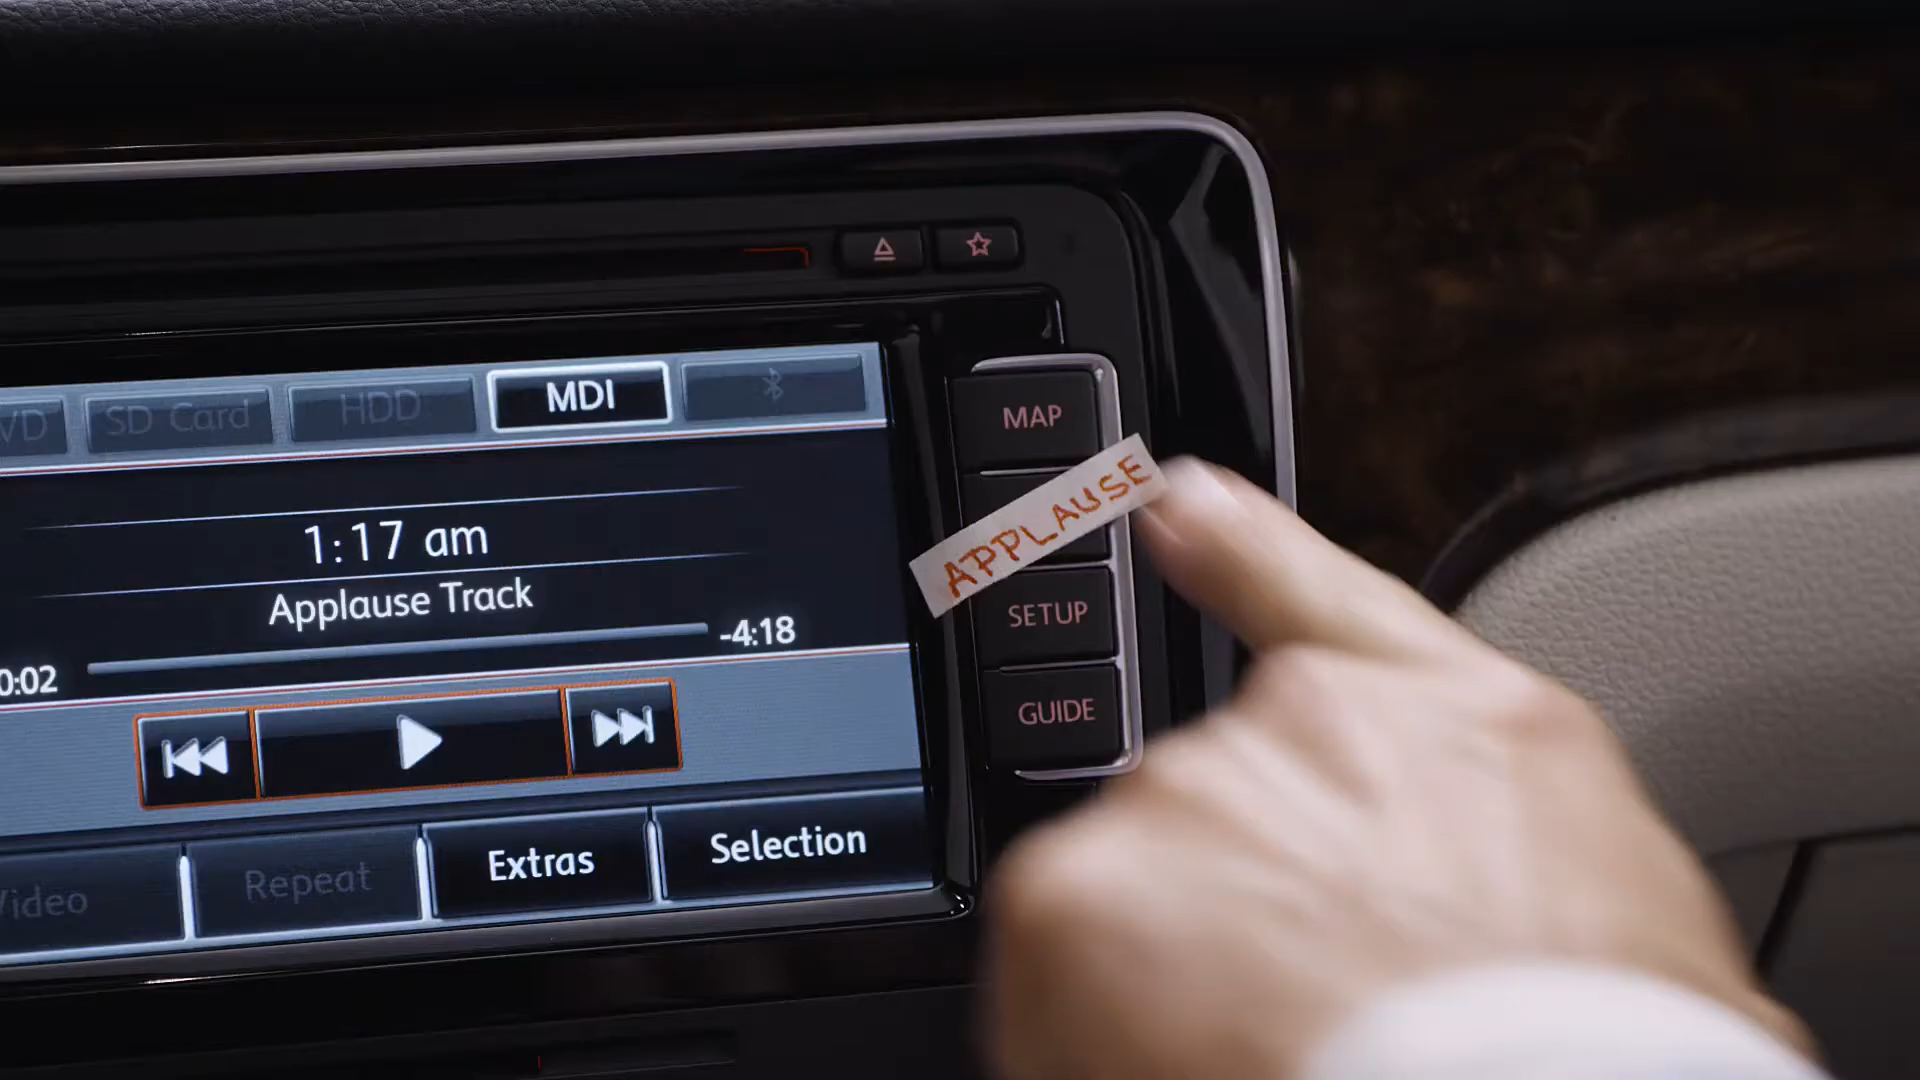 SD Card
HDD
MDI
MAP
APPLAUSE
1:17 am
Applause Track
-4:18
0:02
SETUP
GUIDE
Video
Repeat
Extras
Selection